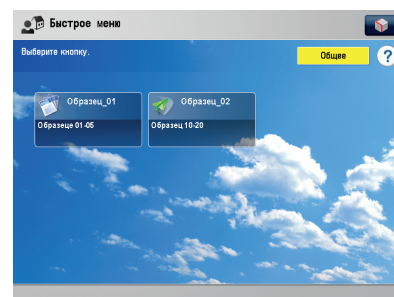 Быстрое меню
Выберите кнопку.
Общее
?
Образец_01
Образеце 01-05
Образец_02
Образец 10-20